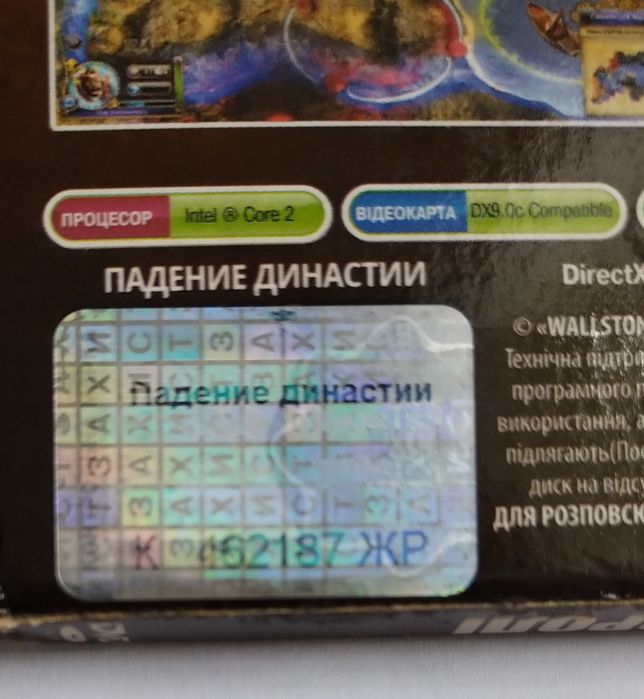 ПРОЦЕСОР Intel ® Core 2
ВІДЕОКАРТА DX9.0c Compatible
ПАДЕНИЕ ДИНАСТИИ
DirectX
© «WALLSTON
Технічна підтри
програмного
використання, а
підлягають(Пос
диск на відсу
ДЛЯ РОЗПОВСЮ
Падение династии
К 462187 ЖР